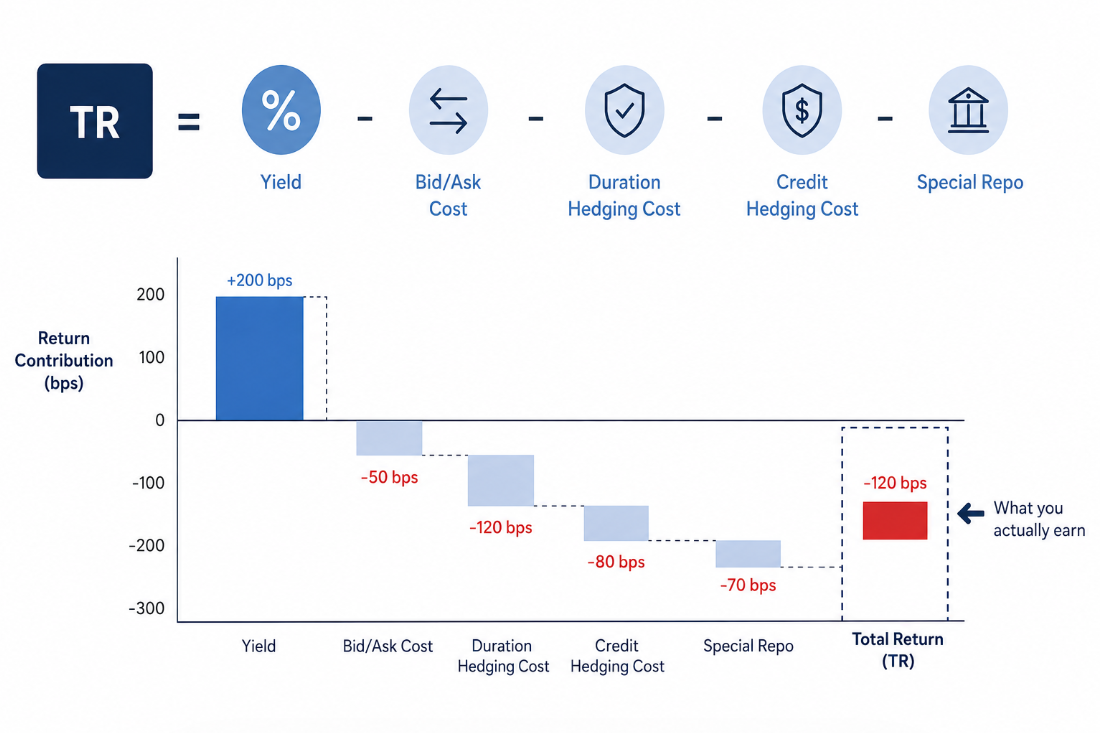 TR = % - - - $ -
Yield
Bid/Ask
Cost
Duration
Hedging Cost
Credit
Hedging Cost
Special Repo
+200 bps
200
100
0
-100
-200
-300
Return
Contribution
(bps)
-50 bps
-120 bps
-80 bps
-70 bps
-120 bps
What you
actually earn
Yield
Bid/Ask Cost
Duration
Hedging Cost
Credit
Hedging Cost
Special Repo
Total Return
(TR)